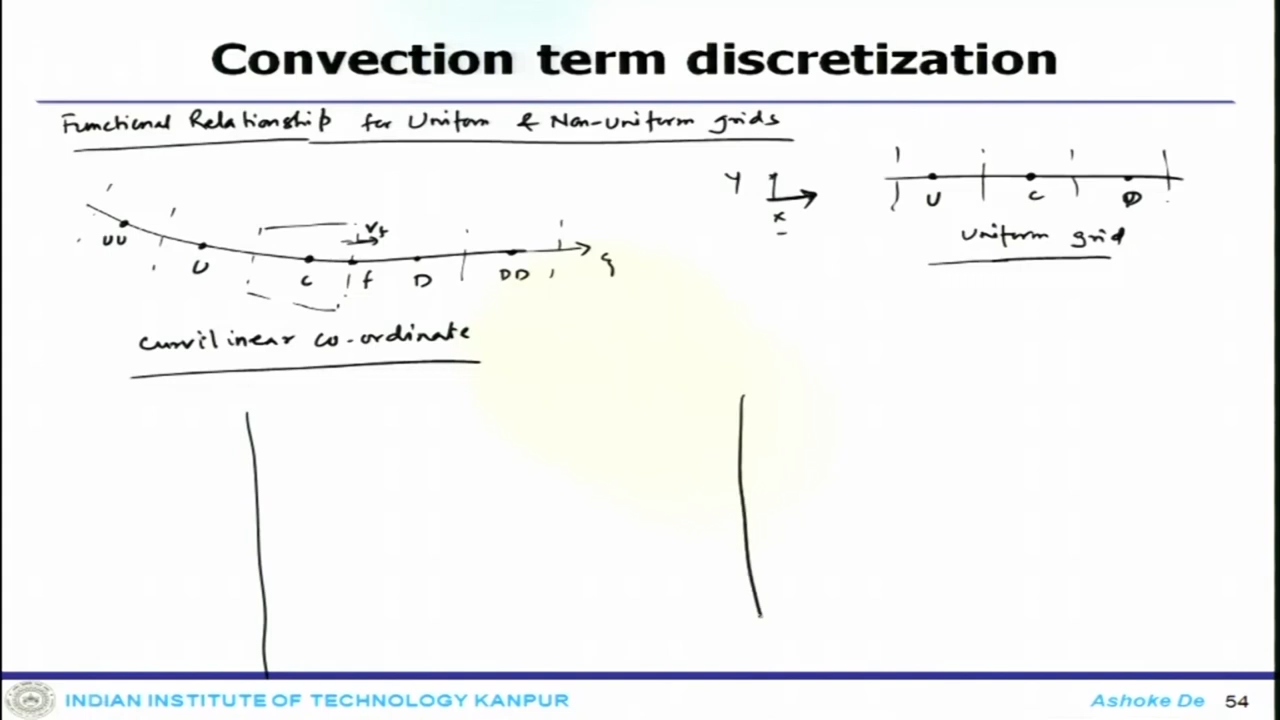 Convection term discretization
Functional Relationship for Uniform & Non-Uniform grids
Y
x
U C D
Uniform grid
UU U C f D DD ξ
Vf
curvilinear co-ordinate
INDIAN INSTITUTE OF TECHNOLOGY KANPUR
Ashoke De 54